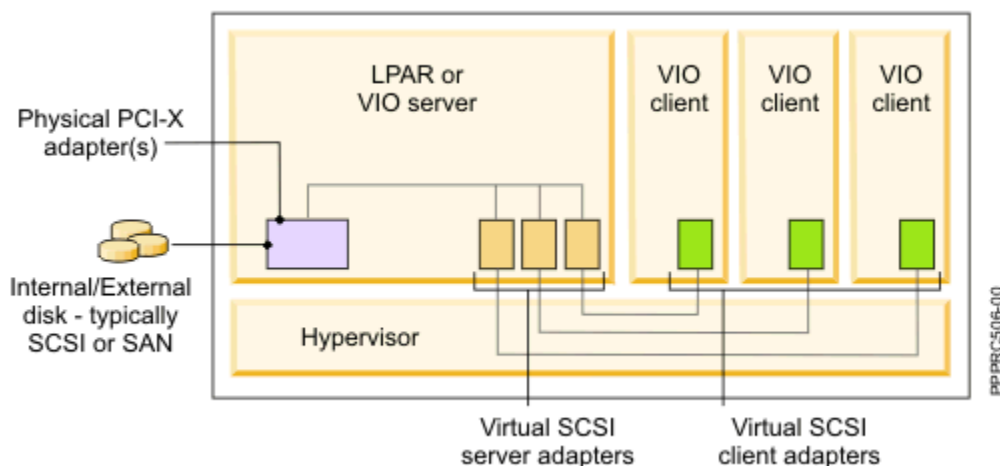 LPAR or
VIO server
VIO
client
VIO
client
VIO
client
Physical PCI-X
adapter(s)
Internal/External
disk - typically
SCSI or SAN
Hypervisor
Virtual SCSI
server adapters
Virtual SCSI
client adapters
PPPRC506-00